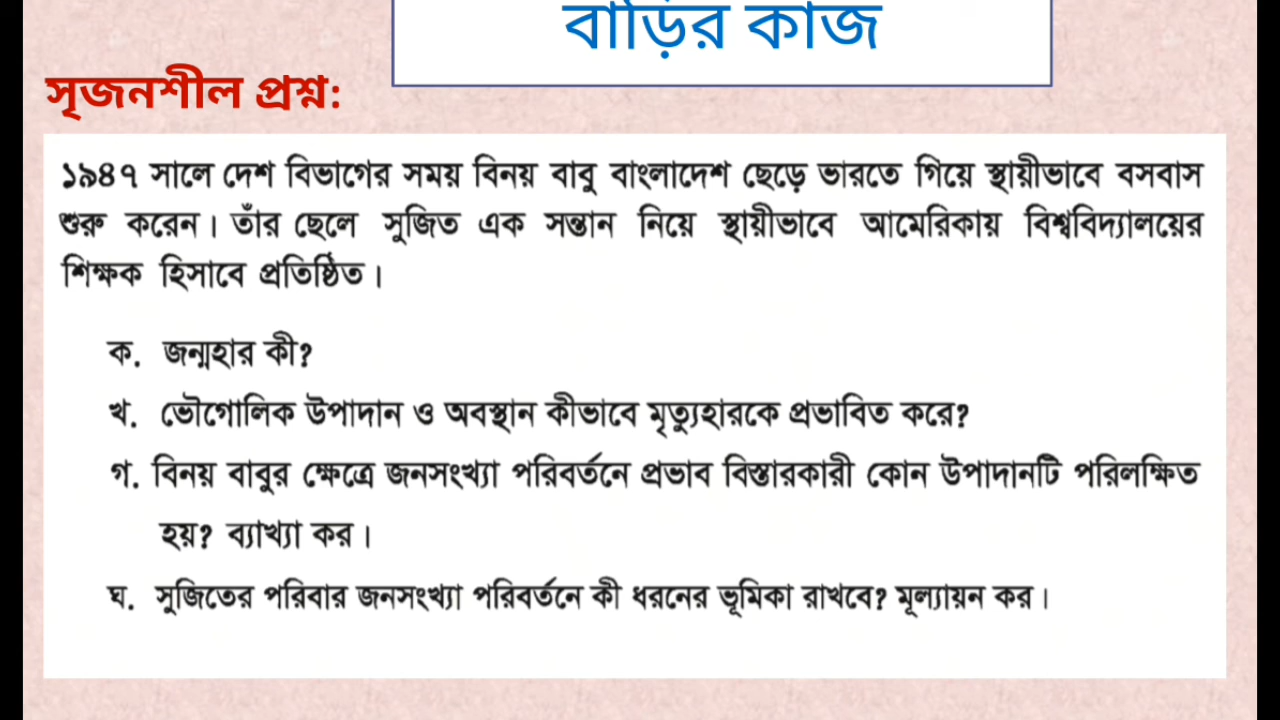 বাড়ির কাজ
সৃজনশীল প্রশ্ন:
১৯৪৭ সালে দেশ বিভাগের সময় বিনয় বাবু বাংলাদেশ ছেড়ে ভারতে গিয়ে স্থায়ীভাবে বসবাস
শুরু করেন। তাঁর ছেলে সুজিত এক সন্তান নিয়ে স্থায়ীভাবে আমেরিকায় বিশ্ববিদ্যালয়ের
শিক্ষক হিসাবে প্রতিষ্ঠিত।
ক. জন্মহার কী?
খ. ভৌগোলিক উপাদান ও অবস্থান কীভাবে মৃত্যুহারকে প্রভাবিত করে?
গ. বিনয় বাবুর ক্ষেত্রে জনসংখ্যা পরিবর্তনে প্রভাব বিস্তারকারী কোন উপাদানটি পরিলক্ষিত
হয়? ব্যাখ্যা কর।
ঘ. সুজিতের পরিবার জনসংখ্যা পরিবর্তনে কী ধরনের ভূমিকা রাখবে? মূল্যায়ন কর।